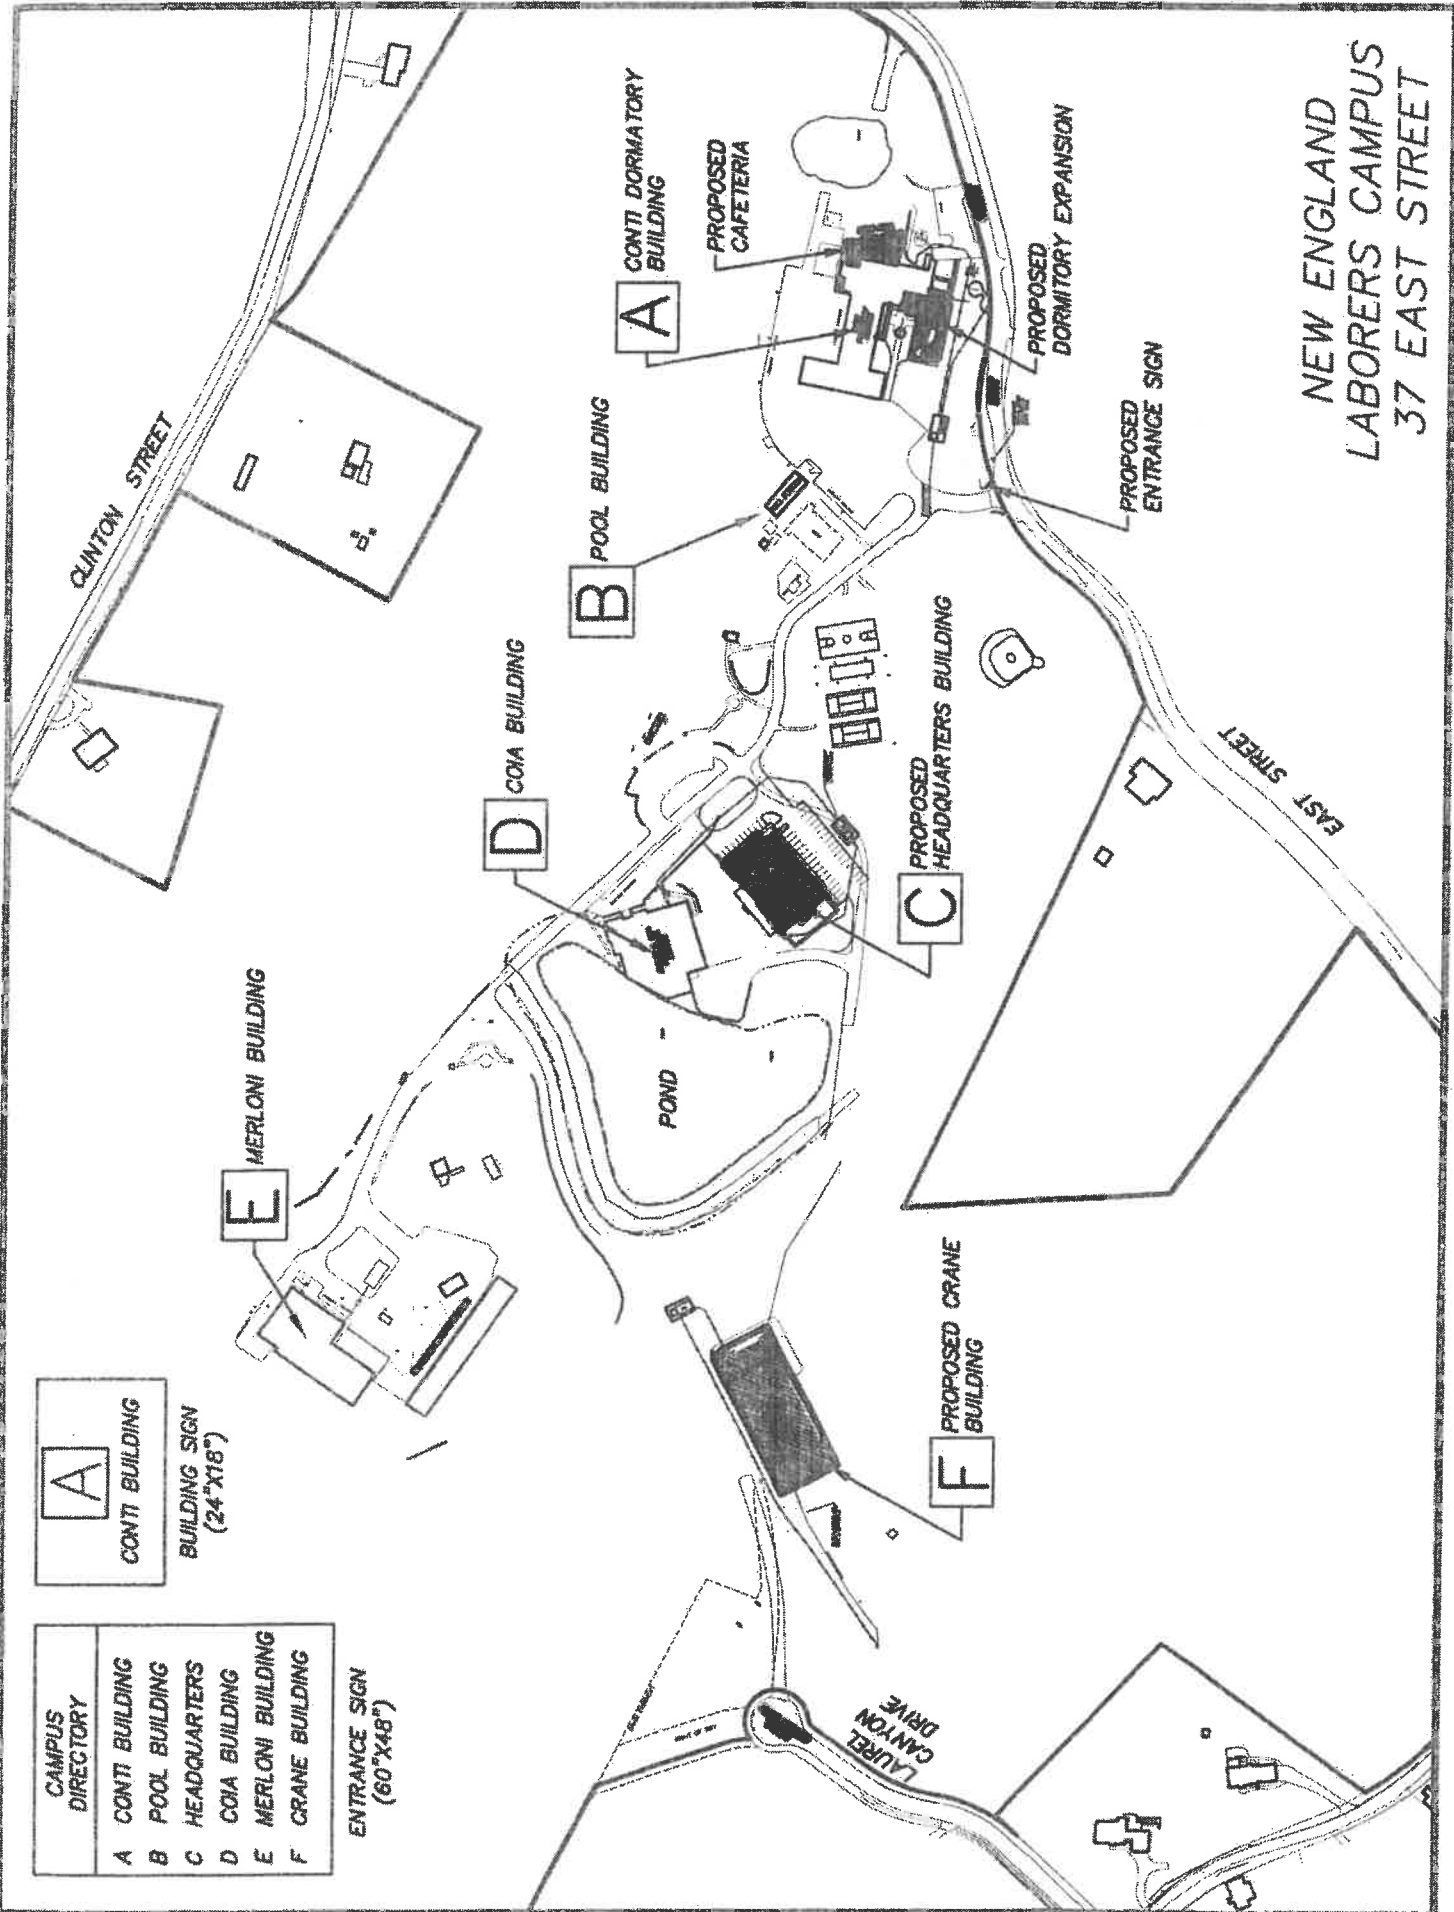 CAMPUS
DIRECTORY
A CONTI BUILDING
B POOL BUILDING
C HEADQUARTERS
D COIA BUILDING
E MERLONI BUILDING
F CRANE BUILDING
ENTRANCE SIGN
(60"X48")
A
CONTI BUILDING
BUILDING SIGN
(24"X18")
CLINTON STREET
E
MERLONI BUILDING
D
COIA BUILDING
B
POOL BUILDING
A
CONTI DORMATORY
BUILDING
PROPOSED
CAFETERIA
POND
PROPOSED
DORMITORY EXPANSION
PROPOSED
ENTRANCE SIGN
C
PROPOSED
HEADQUARTERS BUILDING
F
PROPOSED CRANE
BUILDING
LAUREL
CANYON
DRIVE
EAST STREET
NEW ENGLAND
LABORERS CAMPUS
37 EAST STREET